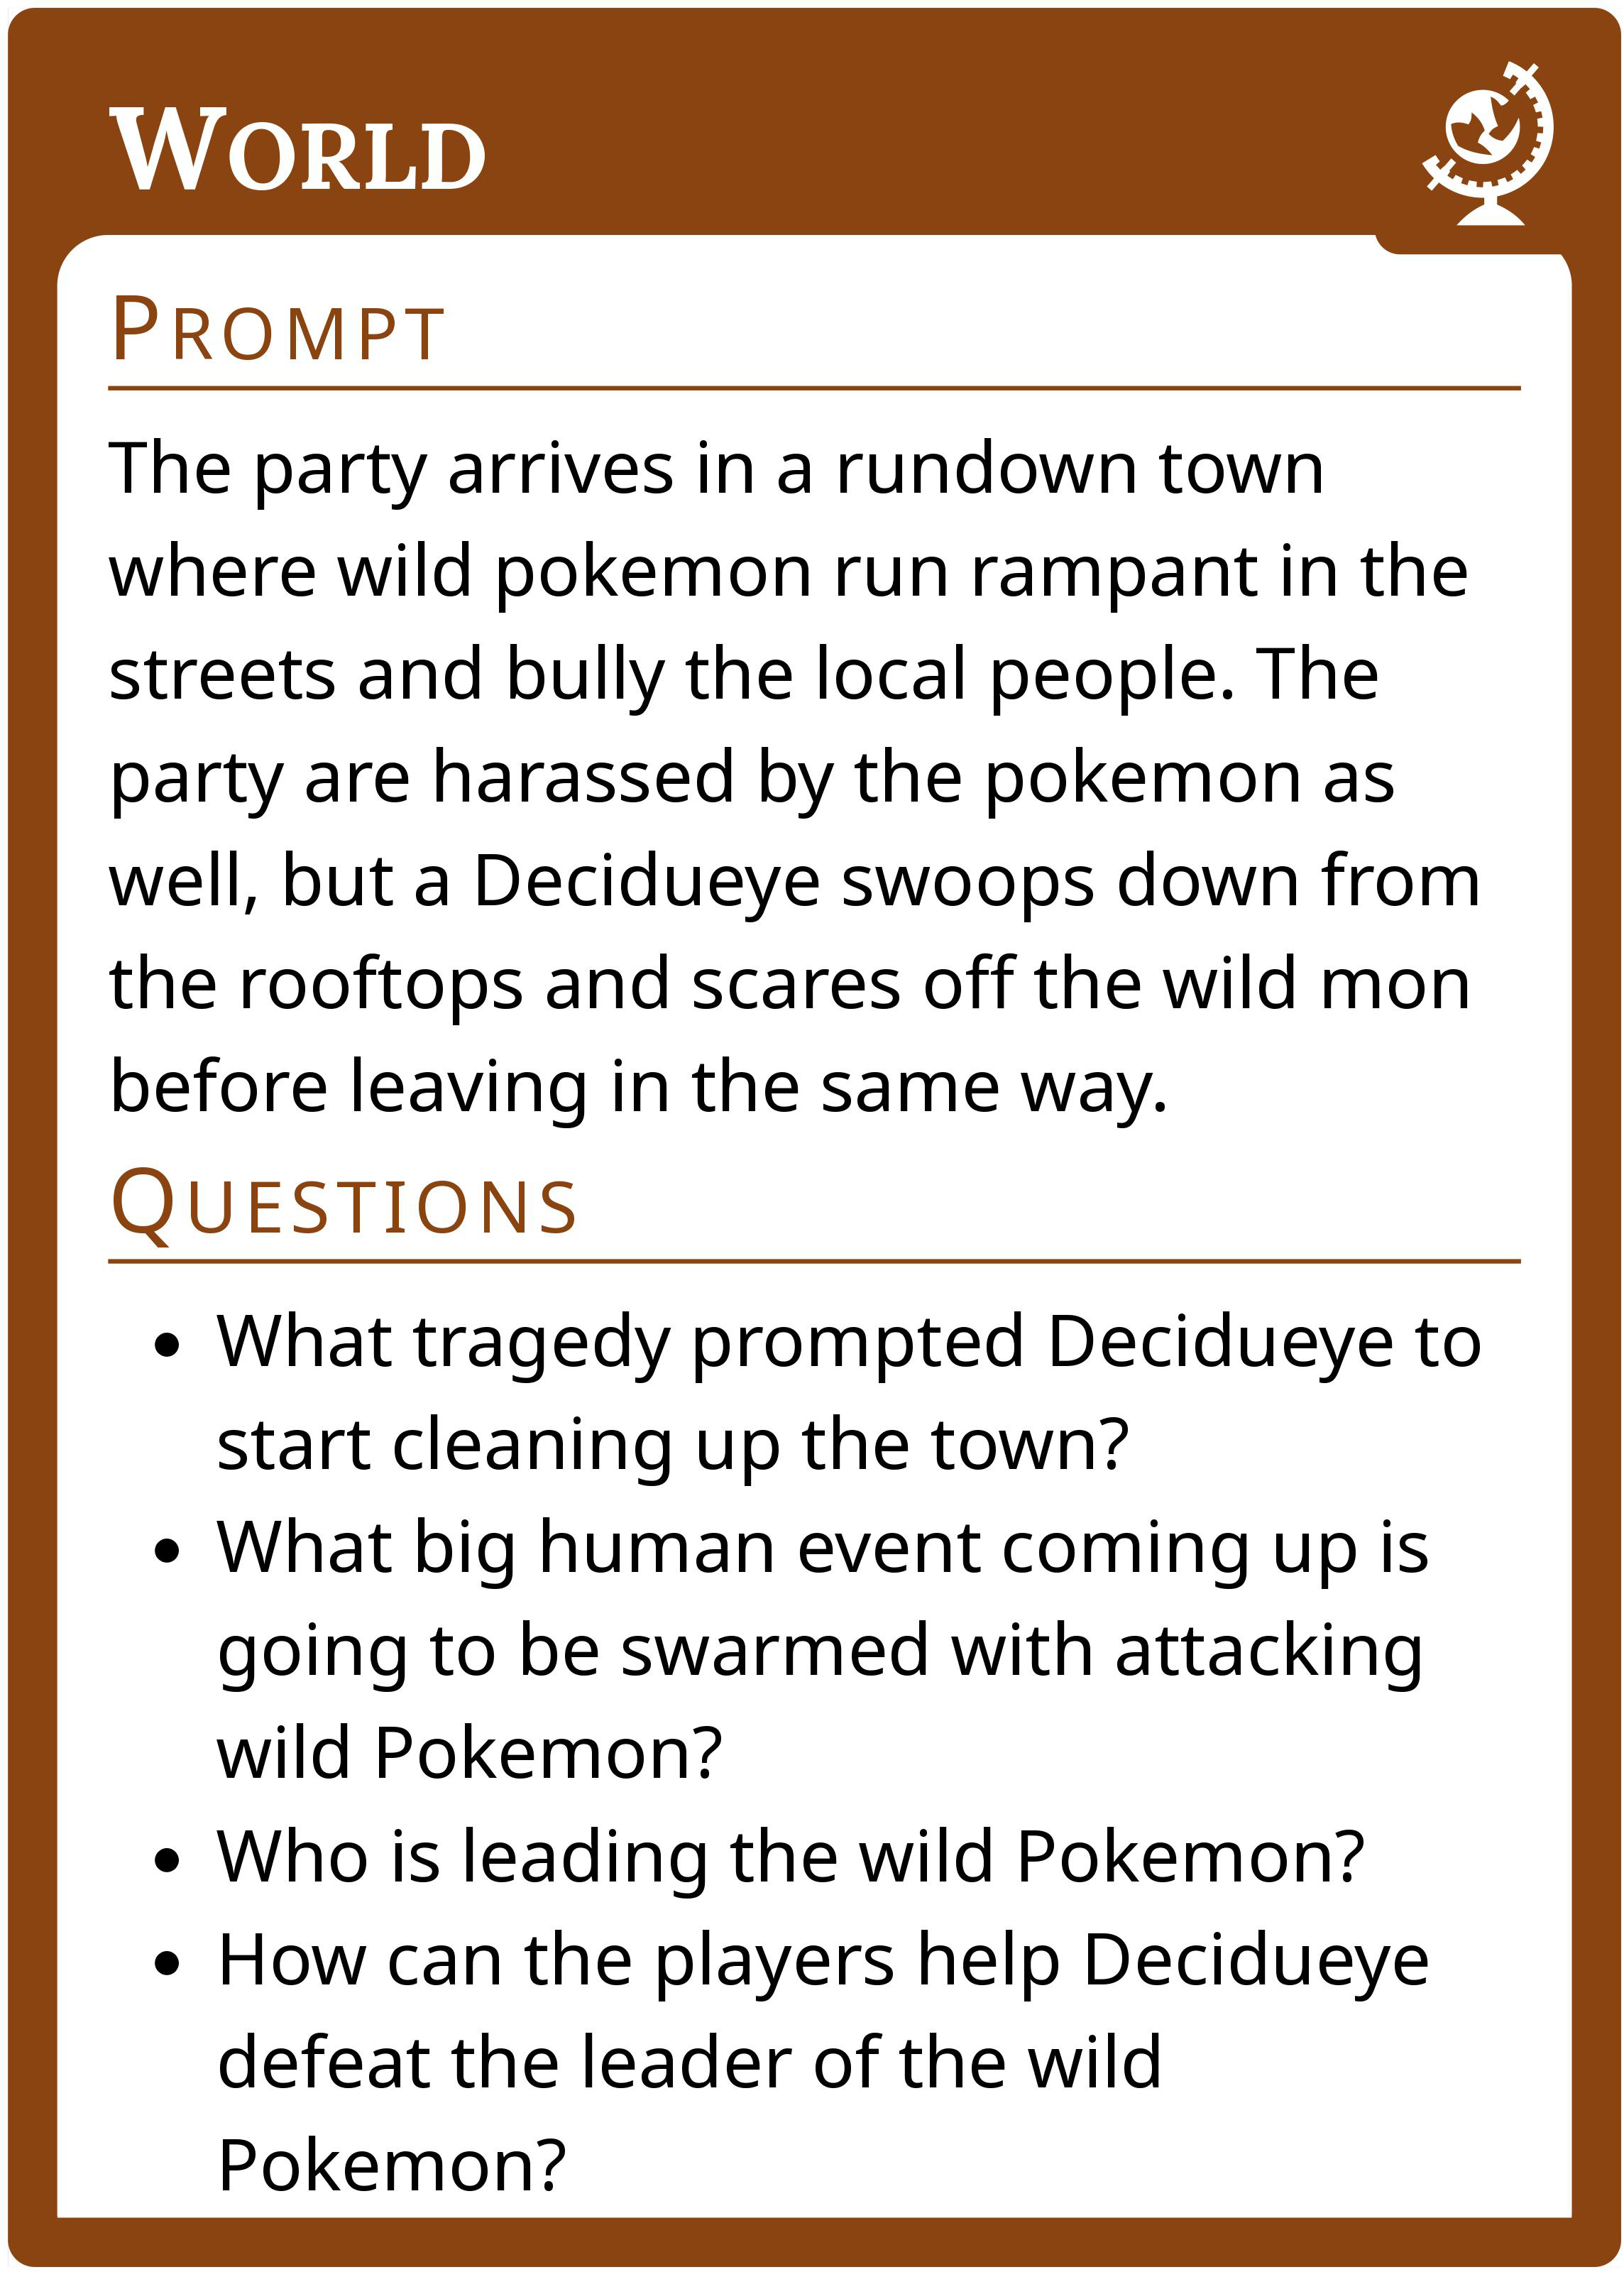 World
Prompt
The party arrives in a rundown town
where wild pokemon run rampant in the
streets and bully the local people. The
party are harassed by the pokemon as
well, but a Decidueye swoops down from
the rooftops and scares off the wild mon
before leaving in the same way.
Questions
• What tragedy prompted Decidueye to
start cleaning up the town?
• What big human event coming up is
going to be swarmed with attacking
wild Pokemon?
• Who is leading the wild Pokemon?
• How can the players help Decidueye
defeat the leader of the wild
Pokemon?